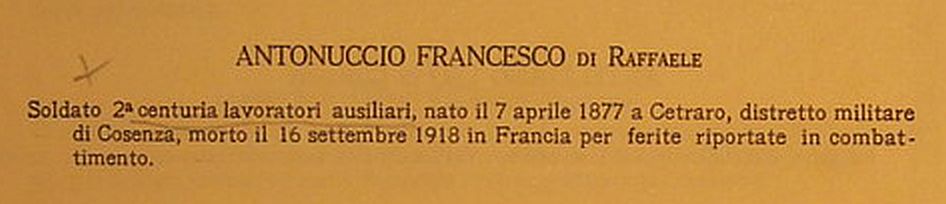 ANTONUCCIO FRANCESCO DI RAFFAELE
Soldato 2ª centuria lavoratori ausiliari, nato il 7 aprile 1877 a Cetraro, distretto militare
di Cosenza, morto il 16 settembre 1918 in Francia per ferite riportate in combat-
timento.